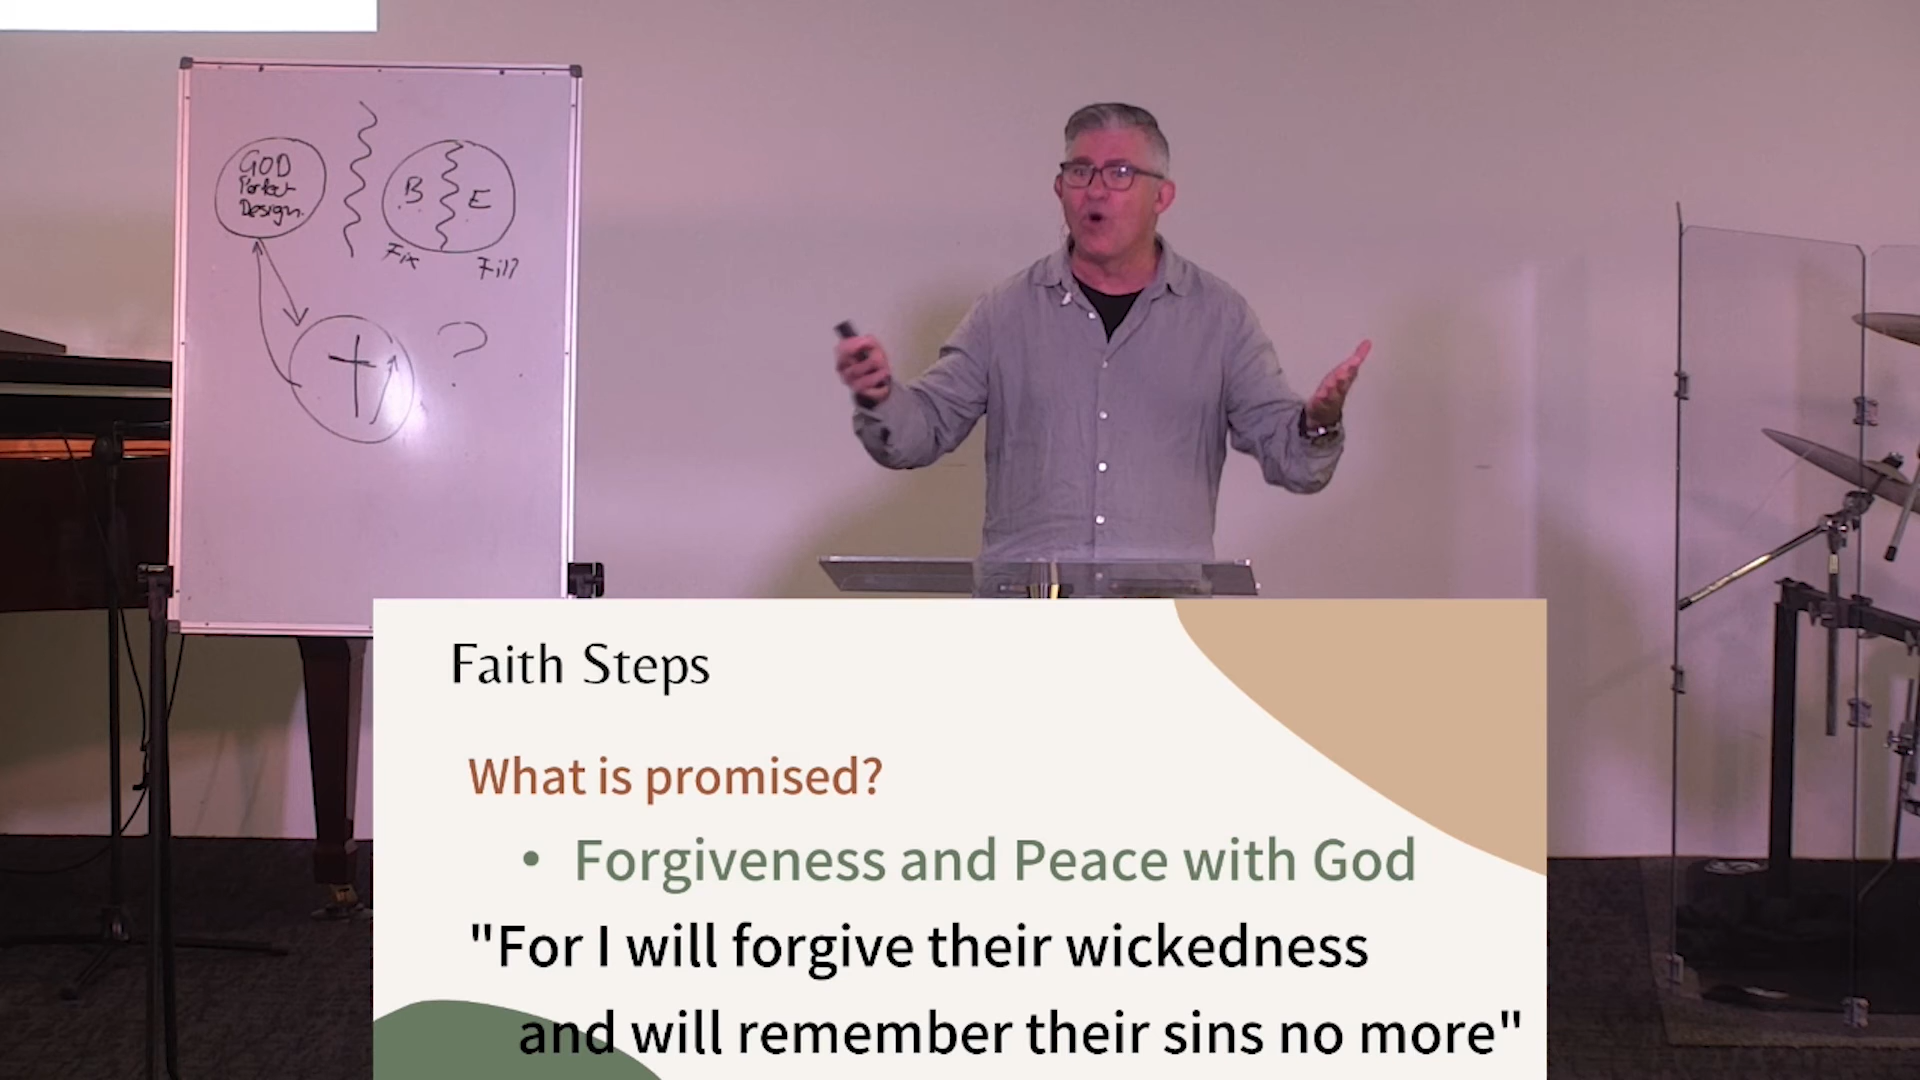 GOD
Perfect
Design.
B E
Fix
Fill?
?
Faith Steps
What is promised?
• Forgiveness and Peace with God
"For I will forgive their wickedness
and will remember their sins no more"